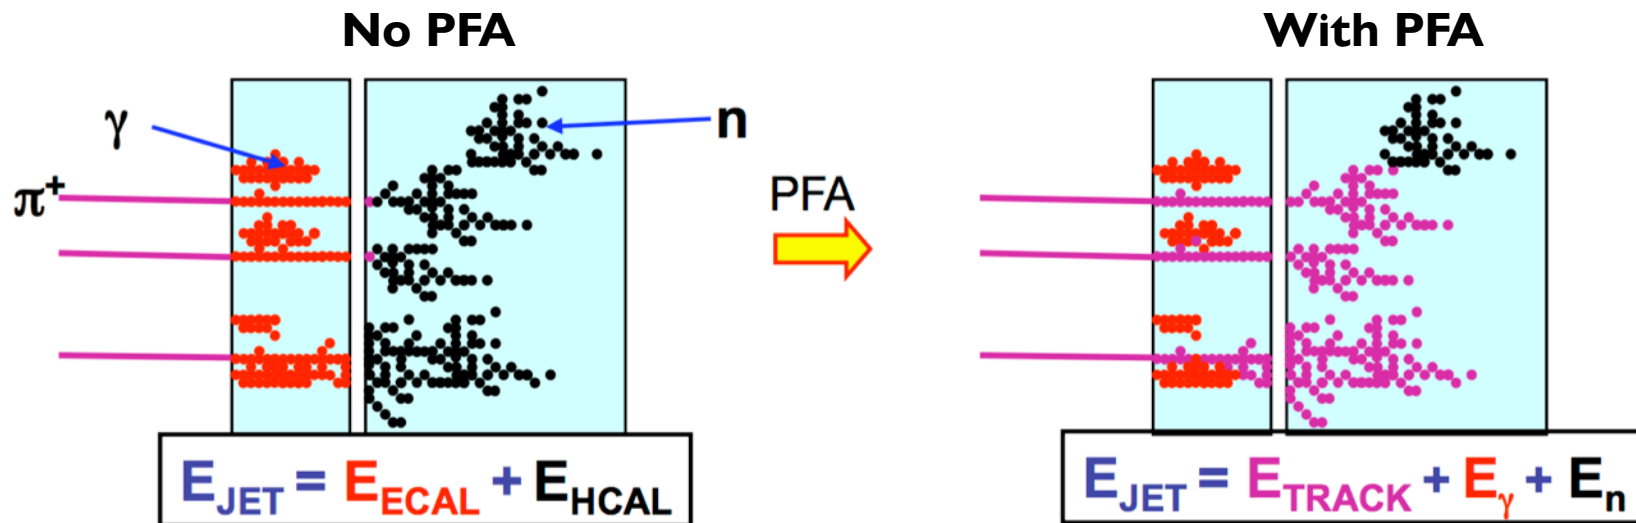 No PFA
With PFA
γ
n
π+
PFA
EJET = EECAL + EHCAL
EJET = ETRACK + Eγ + En